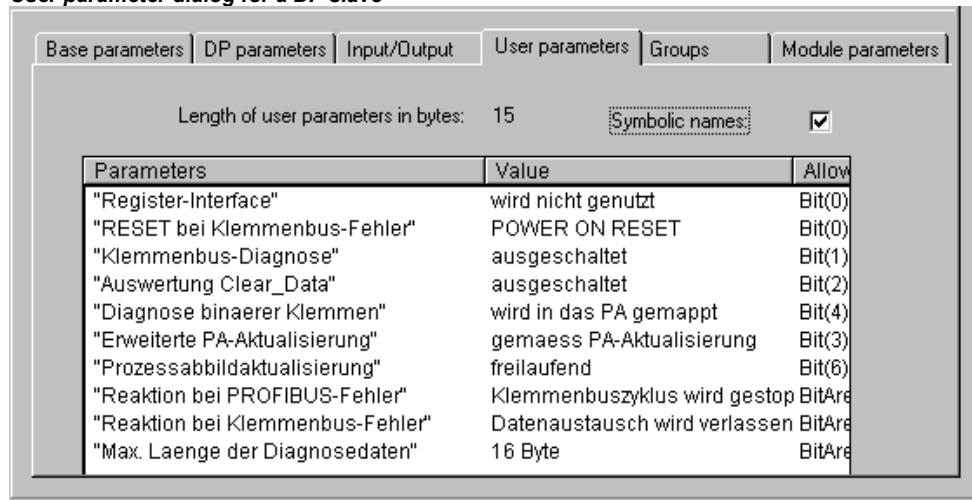 User parameter dialog for a DP slave
Base parameters DP parameters Input/Output User parameters Groups Module parameters
Length of user parameters in bytes: 15 Symbolic names:
Parameters Value Allow
"Register-Interface" wird nicht genutzt Bit(0)
"RESET bei Klemmenbus-Fehler" POWER ON RESET Bit(0)
"Klemmenbus-Diagnose" ausgeschaltet Bit(1)
"Auswertung Clear_Data" ausgeschaltet Bit(2)
"Diagnose binaerer Klemmen" wird in das PA gemappt Bit(4)
"Erweiterte PA-Aktualisierung" gemaess PA-Aktualisierung Bit(3)
"Prozessabbildaktualisierung" freilaufend Bit(6)
"Reaktion bei PROFIBUS-Fehler" Klemmenbuszyklus wird gestop BitAre
"Reaktion bei Klemmenbus-Fehler" Datenaustausch wird verlassen BitAre
"Max. Laenge der Diagnosedaten" 16 Byte BitAre